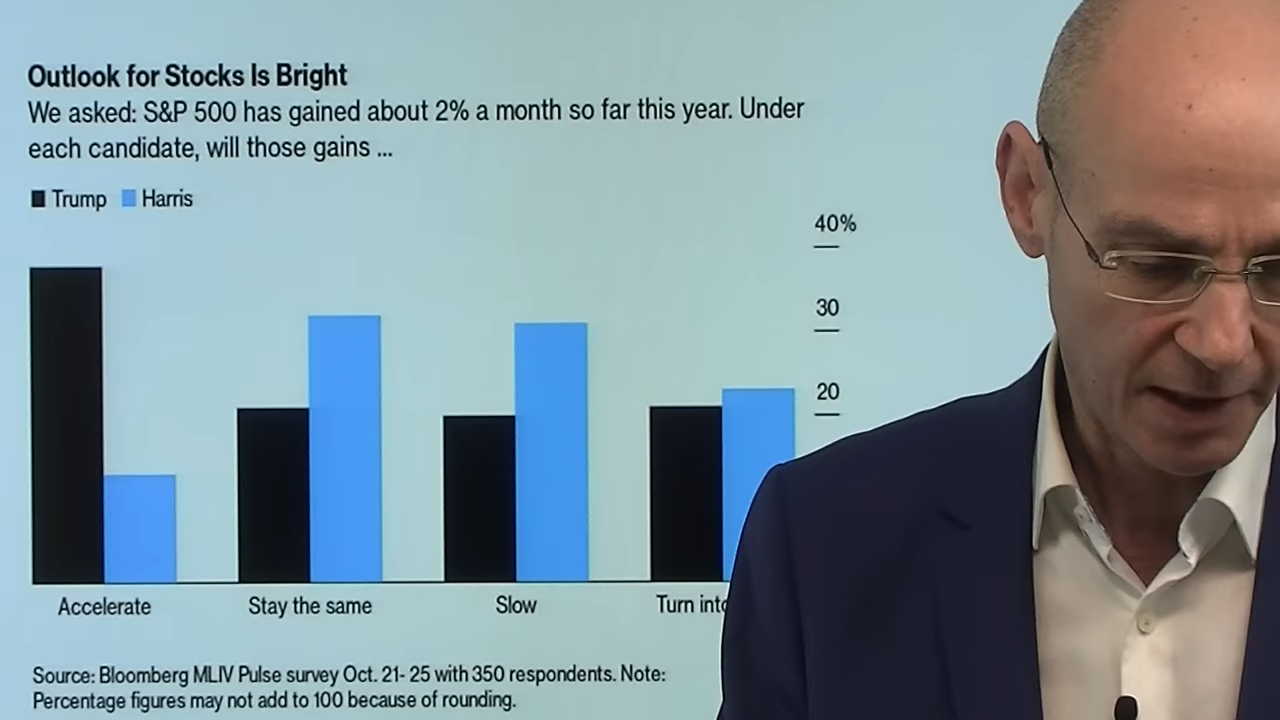 Outlook for Stocks Is Bright
We asked: S&P 500 has gained about 2% a month so far this year. Under
each candidate, will those gains ...
Trump Harris
40%
30
20
Accelerate Stay the same Slow Turn
Source: Bloomberg MLIV Pulse survey Oct. 21- 25 with 350 respondents. Note:
Percentage figures may not add to 100 because of rounding.